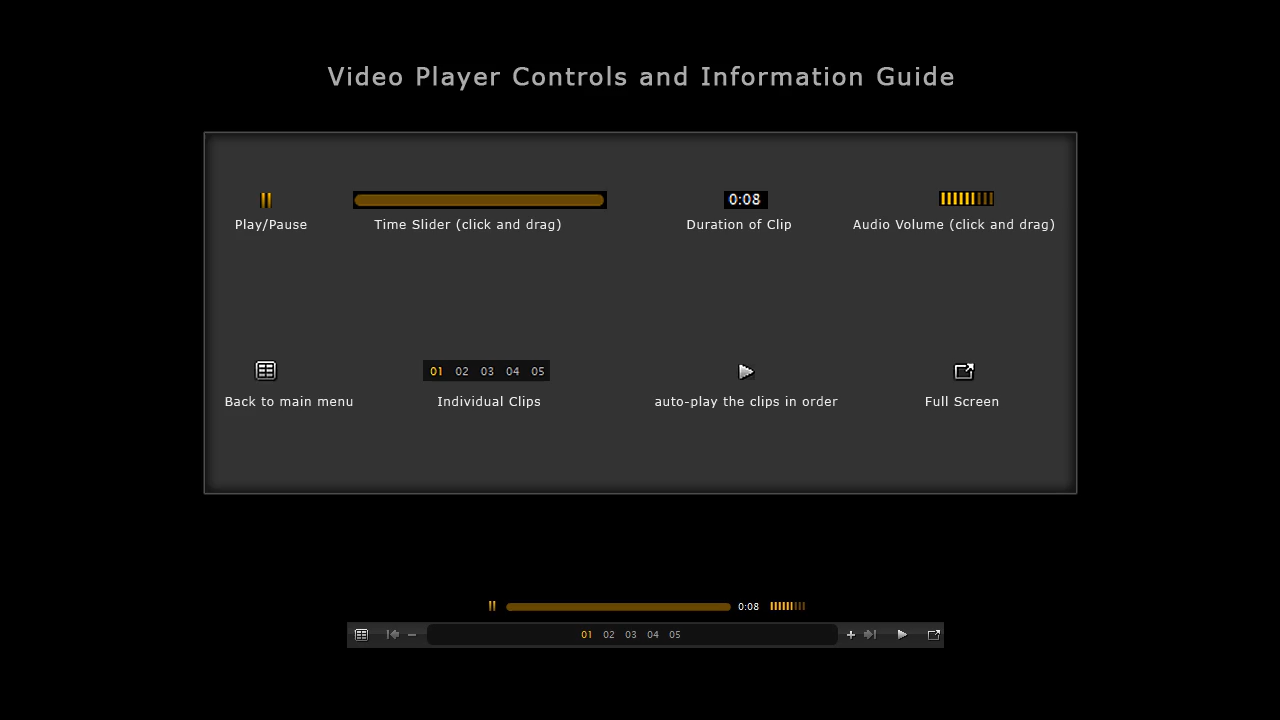 Video Player Controls and Information Guide
0:08
Play/Pause Time Slider (click and drag) Duration of Clip Audio Volume (click and drag)
01 02 03 04 05
Back to main menu Individual Clips auto-play the clips in order Full Screen
0:08
01 02 03 04 05